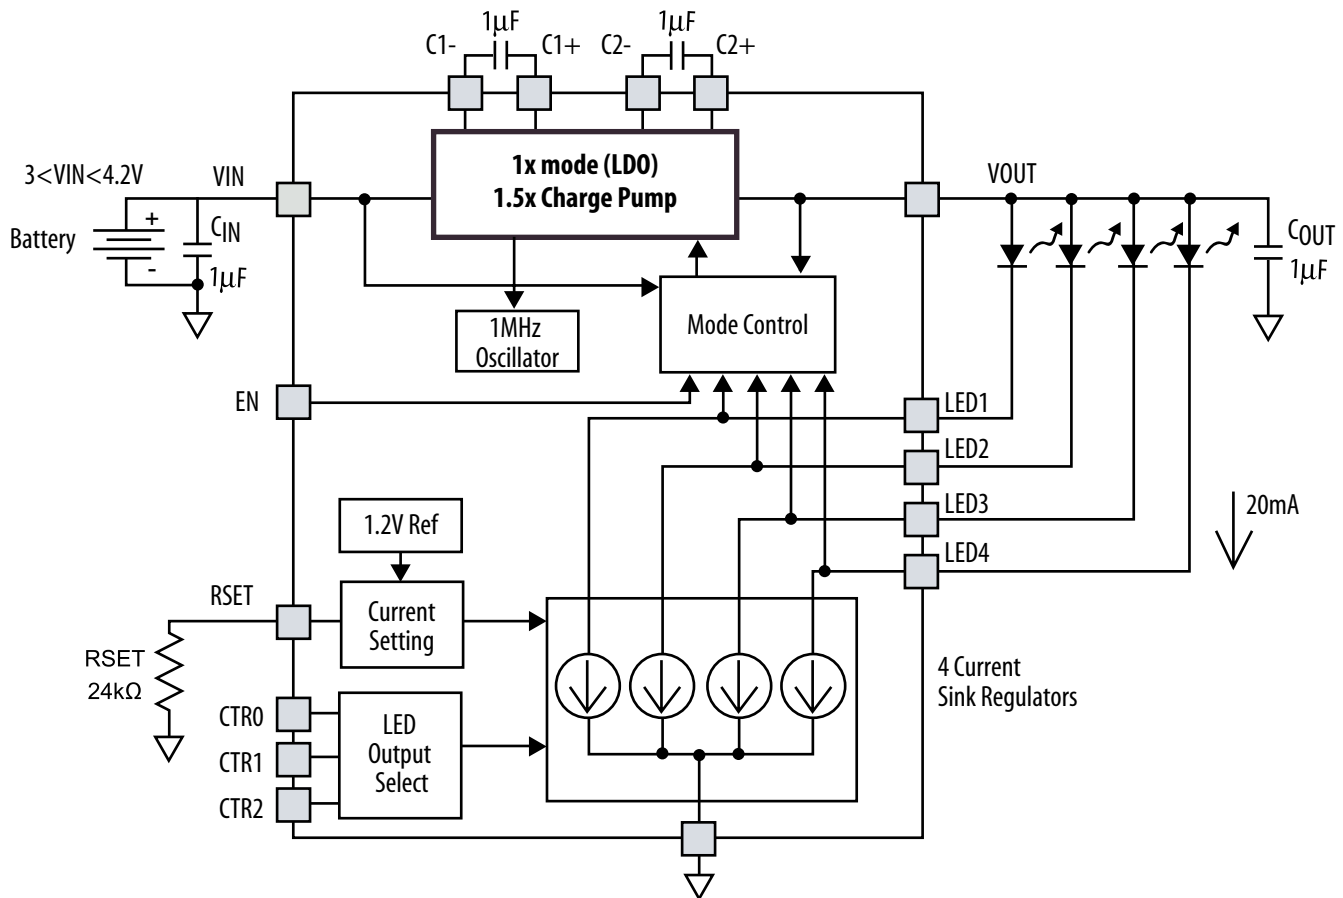 1µF
1µF
C1-
C1+
C2-
C2+
1x mode (LDO)
1.5x Charge Pump
3<VIN<4.2V
VIN
VOUT
Battery
+
-
CIN
1µF
COUT
1µF
1MHz
Oscillator
Mode Control
EN
LED1
LED2
LED3
LED4
20mA
1.2V Ref
RSET
Current
Setting
RSET
24kΩ
4 Current
Sink Regulators
CTR0
CTR1
CTR2
LED
Output
Select